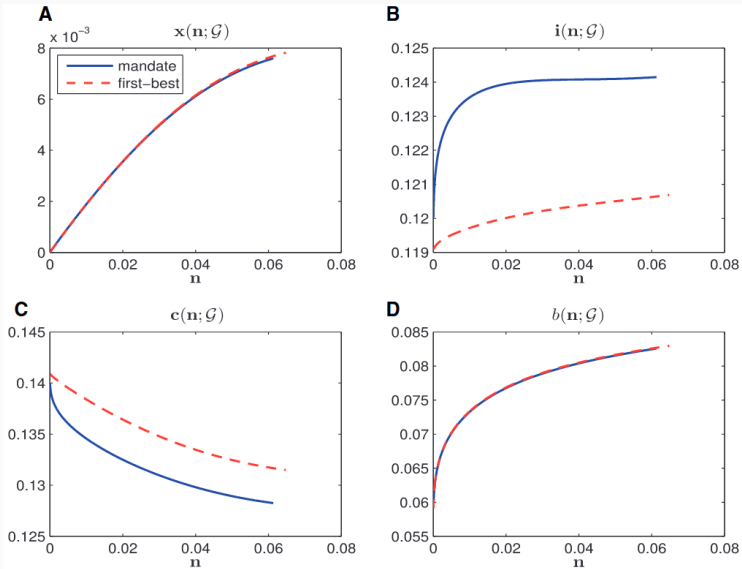 A
x(n;𝒢)
8 × 10⁻³
6
4
2
0
0 0.02 0.04 0.06 0.08
n
mandate
first−best
B
i(n;𝒢)
0.125
0.124
0.123
0.122
0.121
0.12
0.119
0 0.02 0.04 0.06 0.08
n
C
c(n;𝒢)
0.145
0.14
0.135
0.13
0.125
0 0.02 0.04 0.06 0.08
n
D
b(n;𝒢)
0.085
0.08
0.075
0.07
0.065
0.06
0.055
0 0.02 0.04 0.06 0.08
n